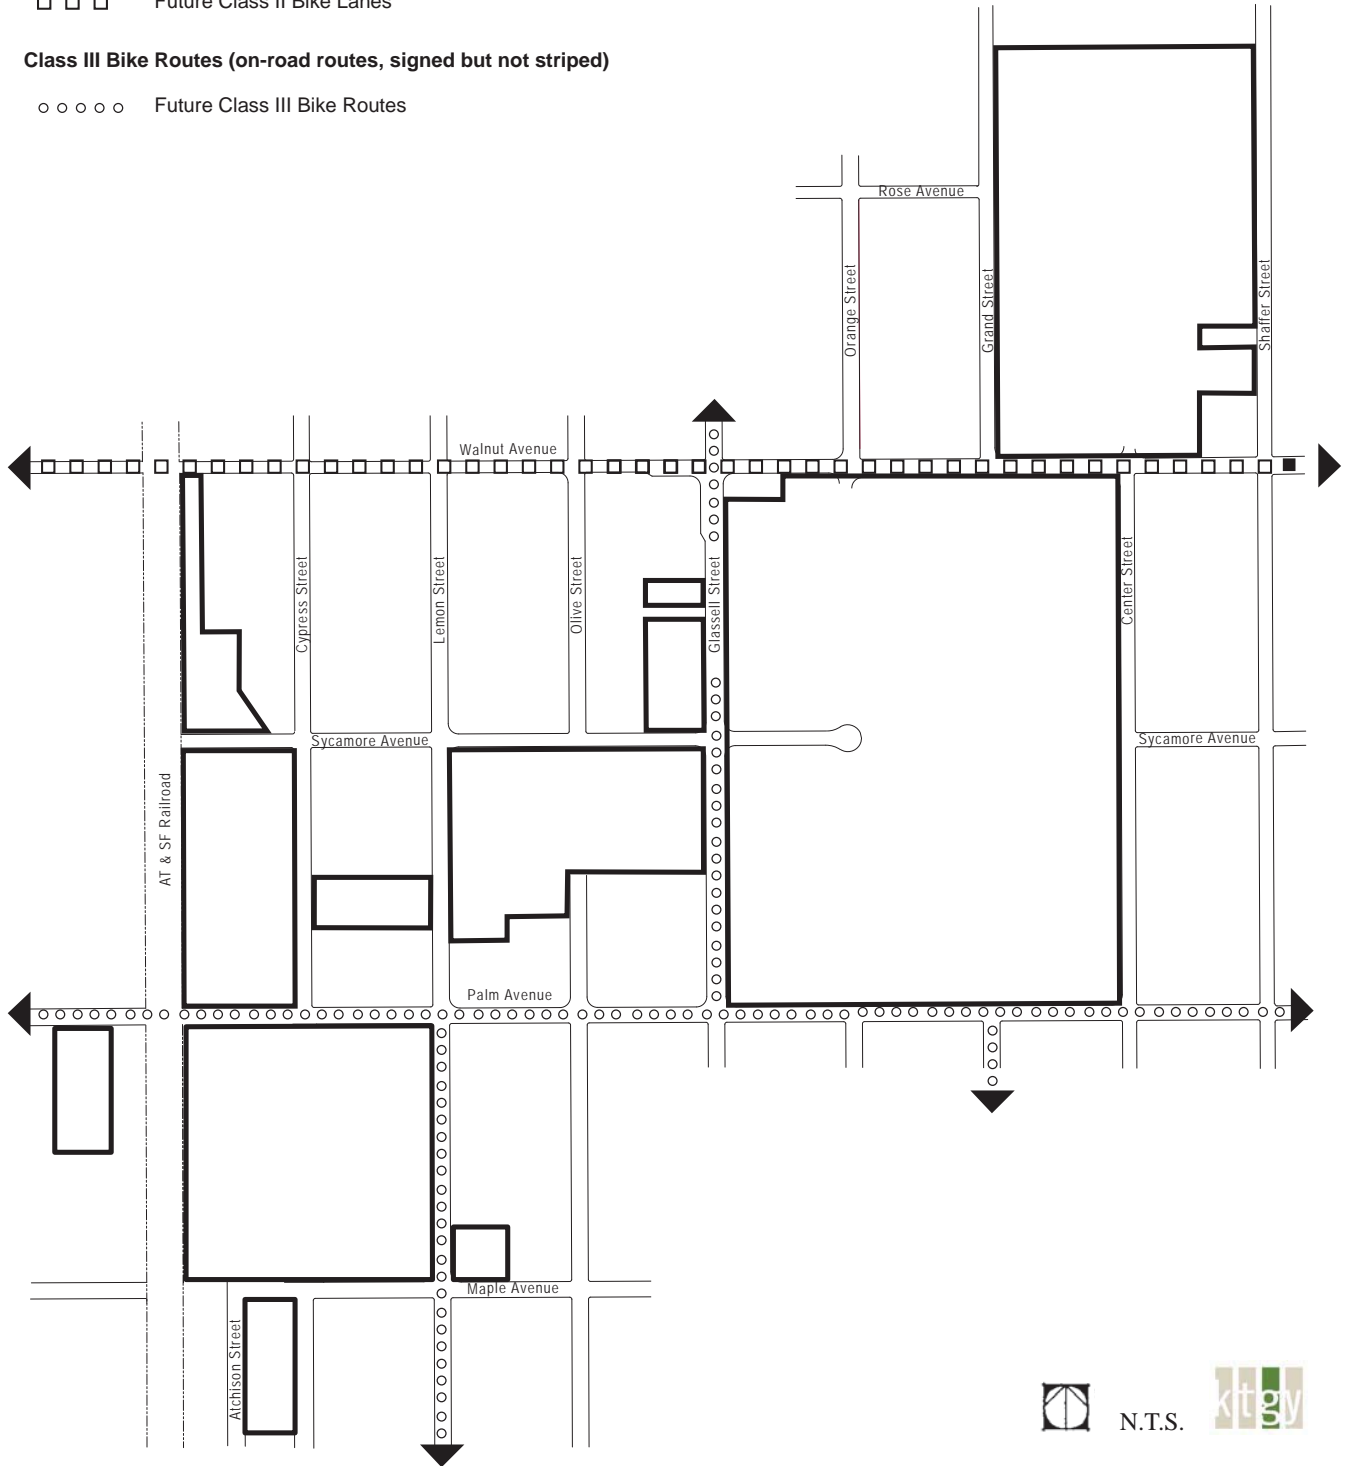 Future Class II Bike Lanes
Class III Bike Routes (on-road routes, signed but not striped)
Future Class III Bike Routes
Rose Avenue
Orange Street
Grand Street
Shaffer Street
Walnut Avenue
Cypress Street
Lemon Street
Olive Street
Glassell Street
Center Street
Sycamore Avenue
Sycamore Avenue
AT & SF Railroad
Palm Avenue
Maple Avenue
Atchison Street
N.T.S.
ktgy